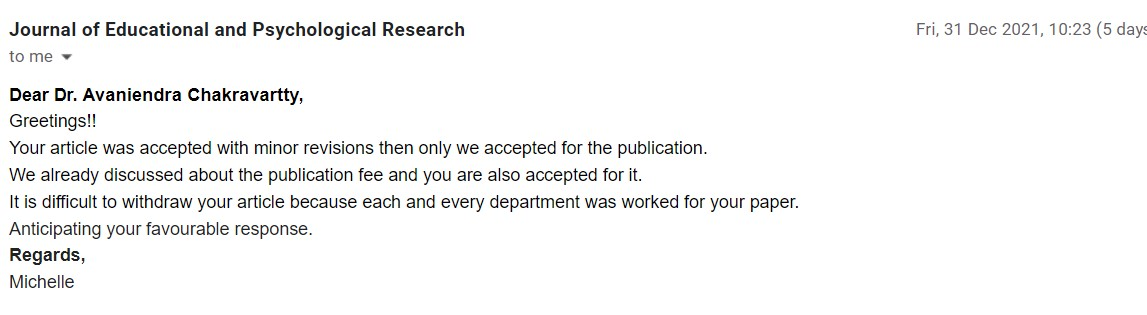 Journal of Educational and Psychological Research
Fri, 31 Dec 2021, 10:23 (5 days
to me
Dear Dr. Avaniendra Chakravartty,
Greetings!!
Your article was accepted with minor revisions then only we accepted for the publication.
We already discussed about the publication fee and you are also accepted for it.
It is difficult to withdraw your article because each and every department was worked for your paper.
Anticipating your favourable response.
Regards,
Michelle